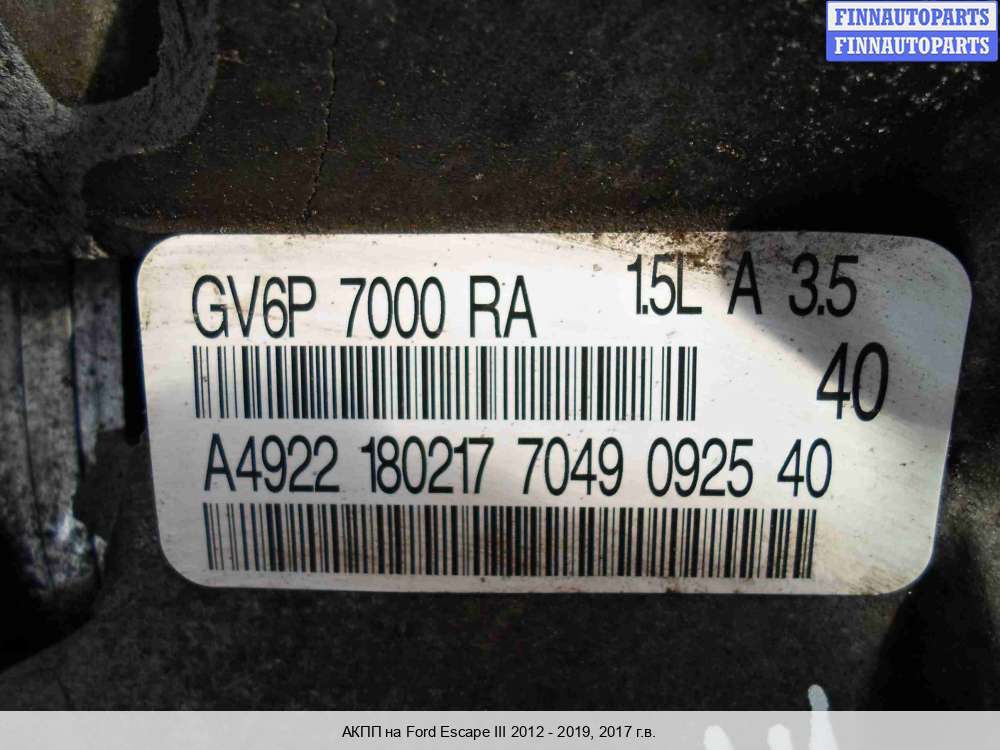 FINNAUTOPARTS
FINNAUTOPARTS
GV6P 7000 RA 1.5L A 3.5
40
A4922 180217 7049 0925 40
АКПП на Ford Escape III 2012 - 2019, 2017 г.в.